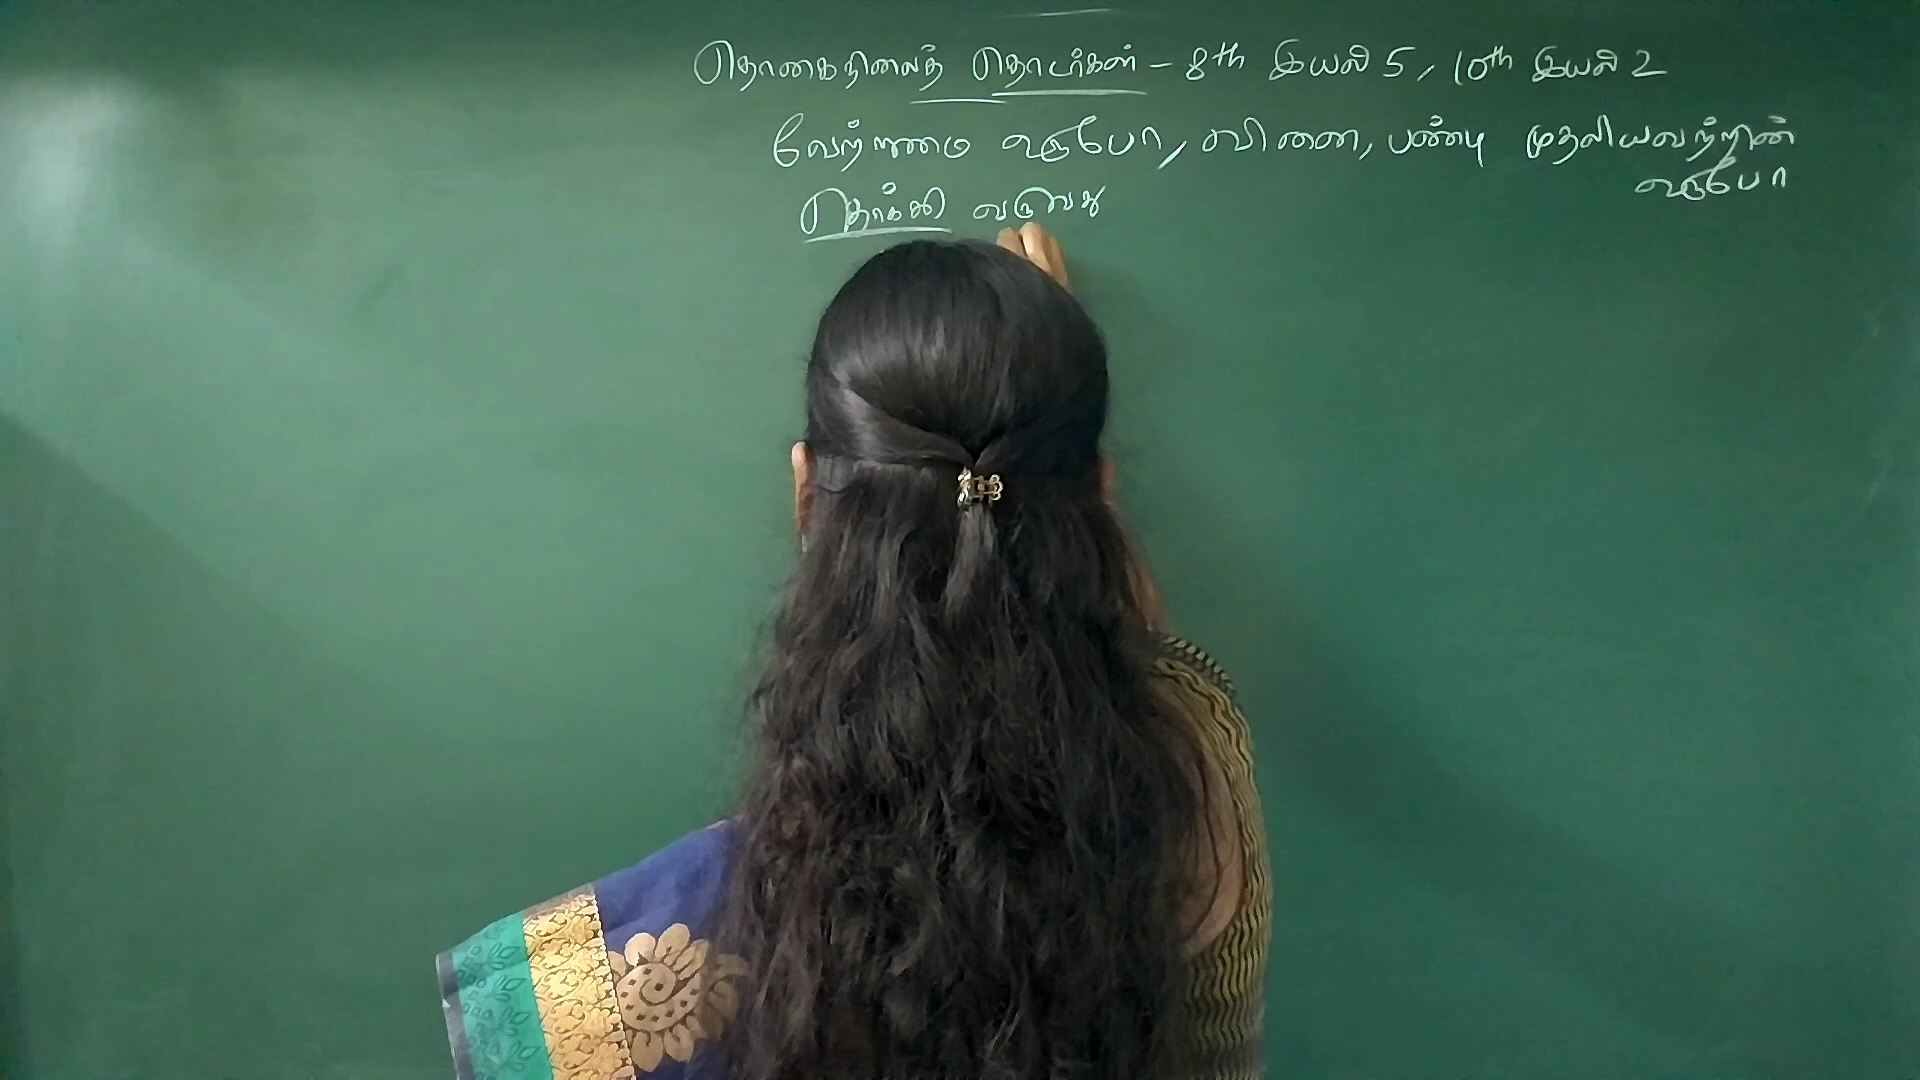 தொகைநிலைத் தொடர்கள் – 8th இயல் 5, 10th இயல் 2
வேற்றுமை உருபோ, வினை, பண்பு முதலியவற்றின்
உருபோ
தொக்கி வருவது